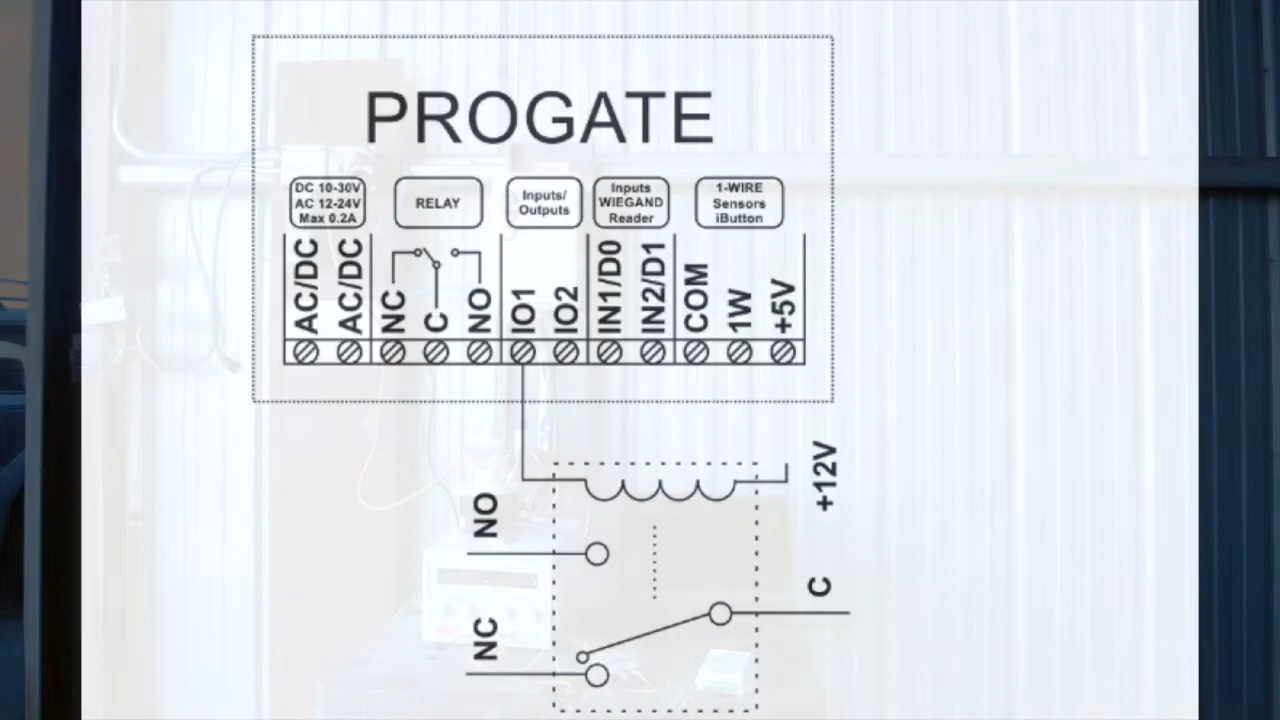 PROGATE
DC 10-30V
AC 12-24V
Max 0.2A
RELAY
Inputs/
Outputs
Inputs
WIEGAND
Reader
1-WIRE
Sensors
iButton
AC/DC
AC/DC
NC
C
NO
IO1
IO2
IN1/D0
IN2/D1
COM
1W
+5V
+12V
NO
C
NC